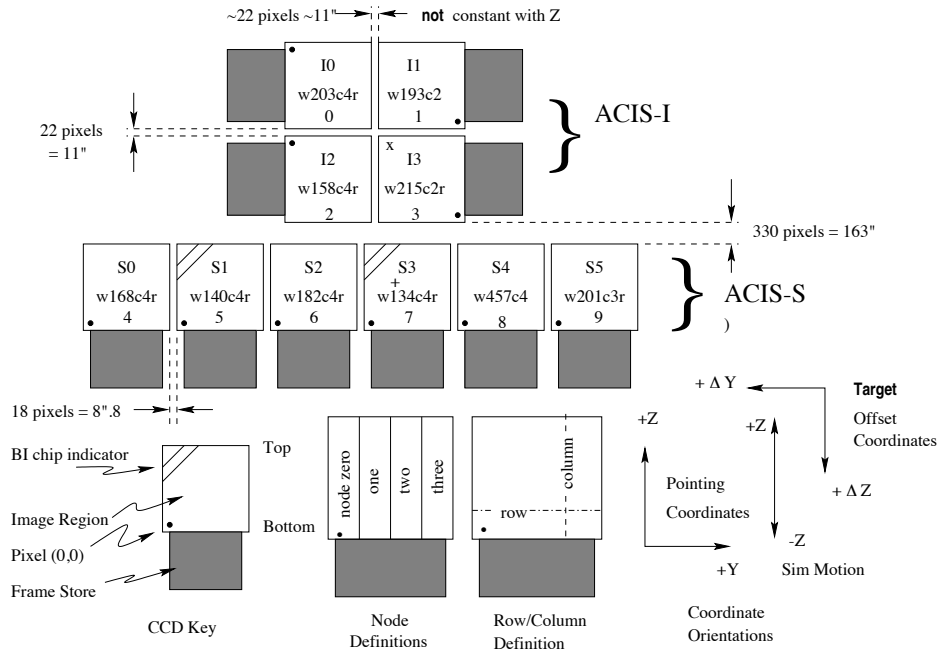 ~22 pixels ~11" not constant with Z
I0
w203c4r
0
I1
w193c2
1
ACIS-I
22 pixels
= 11"
I2
w158c4r
2
x
I3
w215c2r
3
330 pixels = 163"
S0
w168c4r
4
S1
w140c4r
5
S2
w182c4r
6
S3
+
w134c4r
7
S4
w457c4
8
S5
w201c3r
9
ACIS-S
)
18 pixels = 8".8
+ Δ Y
Target
Offset
Coordinates
+ Δ Z
+Z
Pointing
Coordinates
+Y
+Z
-Z
Sim Motion
Coordinate
Orientations
BI chip indicator
Image Region
Pixel (0,0)
Frame Store
Top
Bottom
CCD Key
node zero
one
two
three
Node
Definitions
row
column
Row/Column
Definition